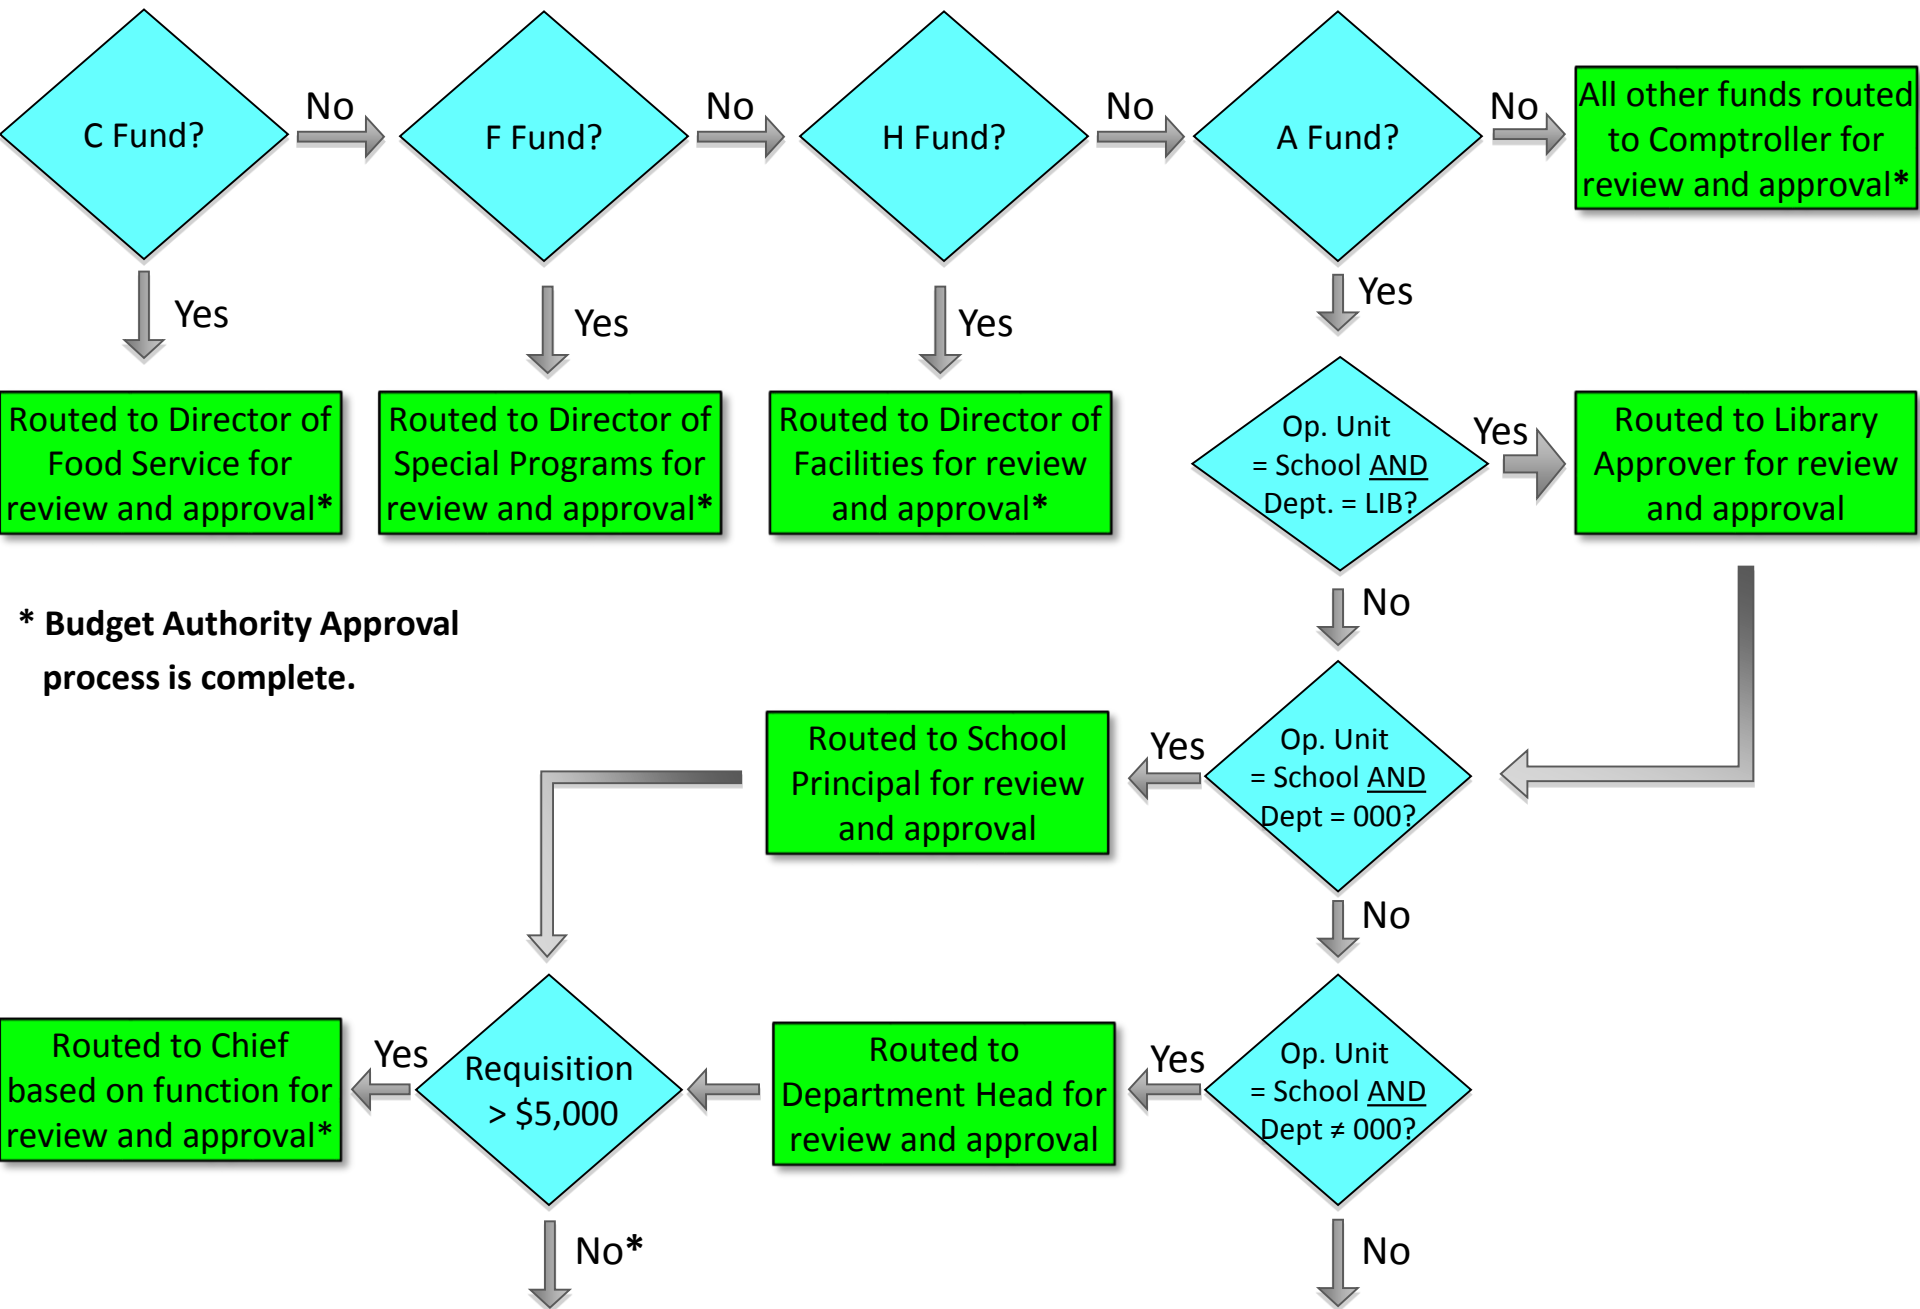 C Fund?
No
F Fund?
No
H Fund?
No
A Fund?
No
All other funds routed
to Comptroller for
review and approval*
Yes
Yes
Yes
Yes
Routed to Director of
Food Service for
review and approval*
Routed to Director of
Special Programs for
review and approval*
Routed to Director of
Facilities for review
and approval*
Op. Unit
= School AND
Dept. = LIB?
Yes
Routed to Library
Approver for review
and approval
No
* Budget Authority Approval
process is complete.
Routed to School
Principal for review
and approval
Yes
Op. Unit
= School AND
Dept = 000?
No
Routed to Chief
based on function for
review and approval*
Yes
Requisition
> $5,000
Routed to
Department Head for
review and approval
Yes
Op. Unit
= School AND
Dept ≠ 000?
No*
No